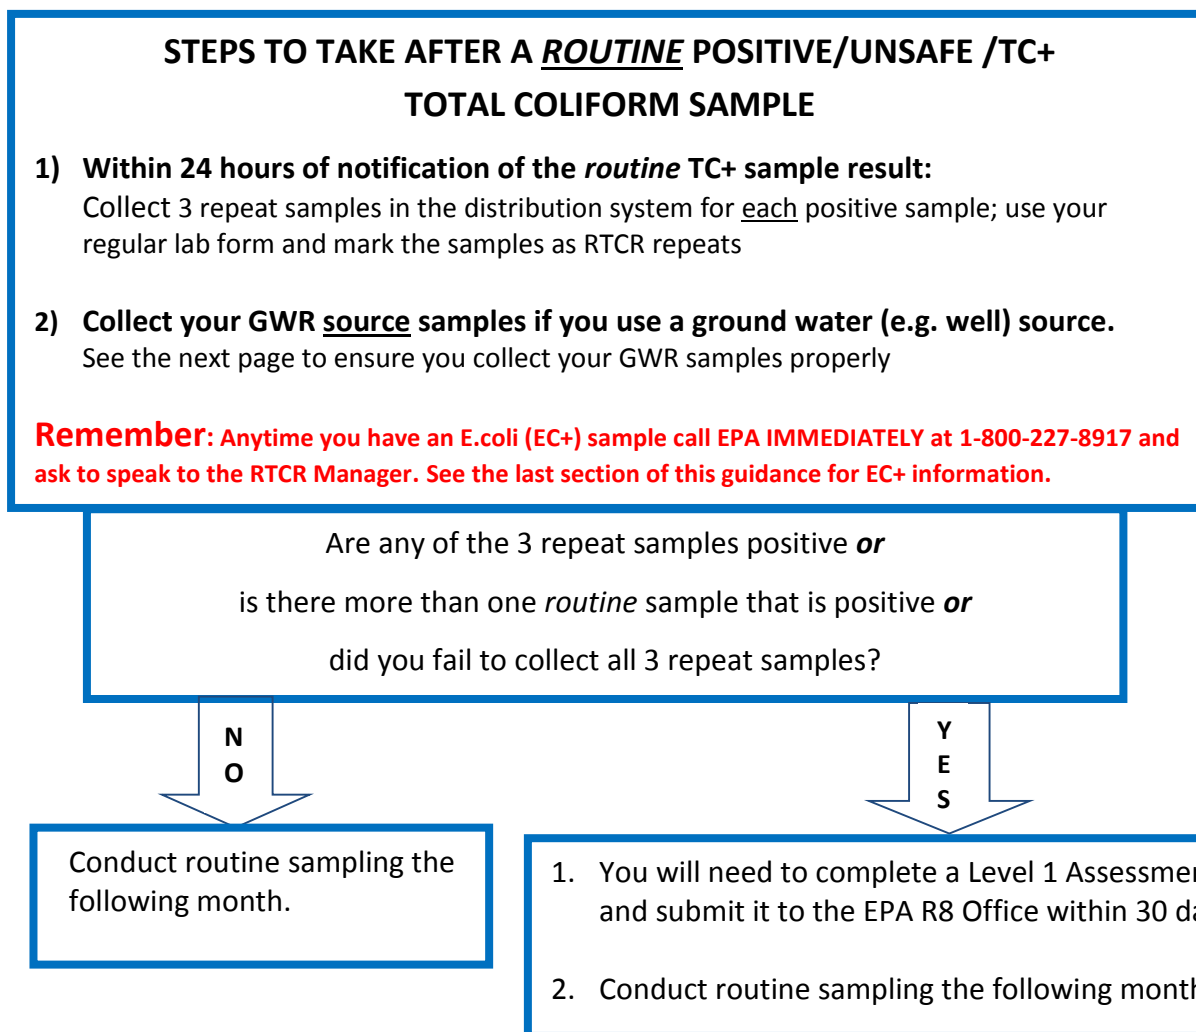 STEPS TO TAKE AFTER A ROUTINE POSITIVE/UNSAFE /TC+
TOTAL COLIFORM SAMPLE
1) Within 24 hours of notification of the routine TC+ sample result:
Collect 3 repeat samples in the distribution system for each positive sample; use your
regular lab form and mark the samples as RTCR repeats
2) Collect your GWR source samples if you use a ground water (e.g. well) source.
See the next page to ensure you collect your GWR samples properly
Remember: Anytime you have an E.coli (EC+) sample call EPA IMMEDIATELY at 1-800-227-8917 and
ask to speak to the RTCR Manager. See the last section of this guidance for EC+ information.
Are any of the 3 repeat samples positive or
is there more than one routine sample that is positive or
did you fail to collect all 3 repeat samples?
N
O
Y
E
S
Conduct routine sampling the
following month.
1. You will need to complete a Level 1
and submit it to the EPA R8 Office within 30
2. Conduct routine sampling the following month